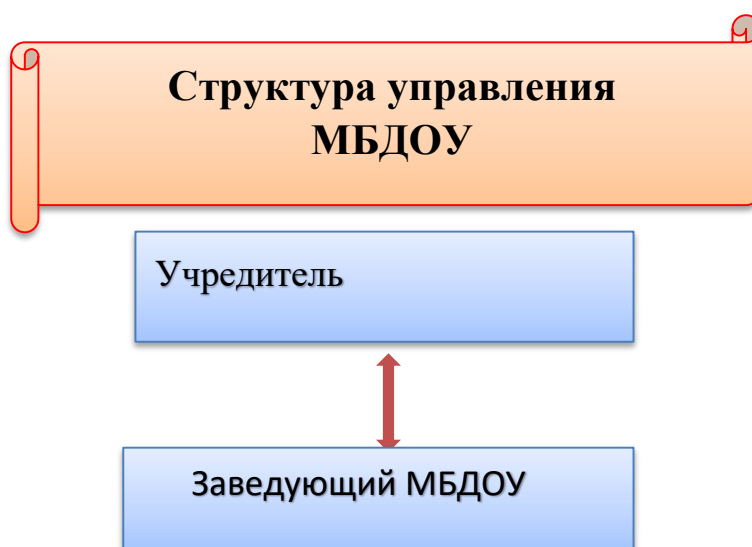 Структура управления
МБДОУ
Учредитель
Заведующий МБДОУ